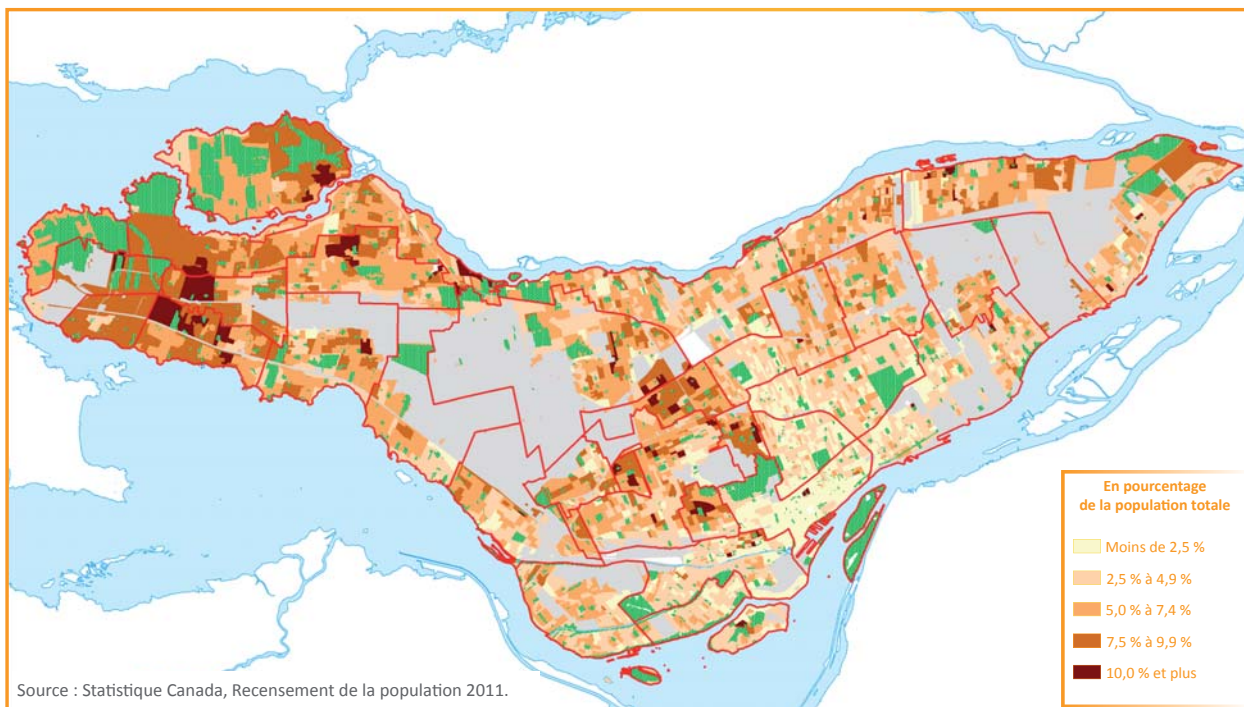 En pourcentage
de la population totale
Moins de 2,5 %
2,5 % à 4,9 %
5,0 % à 7,4 %
7,5 % à 9,9 %
10,0 % et plus
Source : Statistique Canada, Recensement de la population 2011.